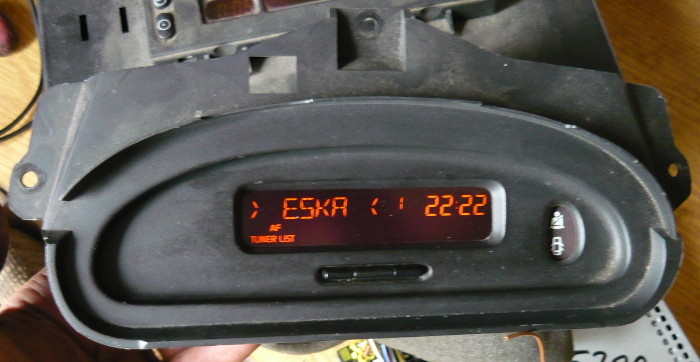 > ESKA < 1 22:22
AF
TUNER LIST